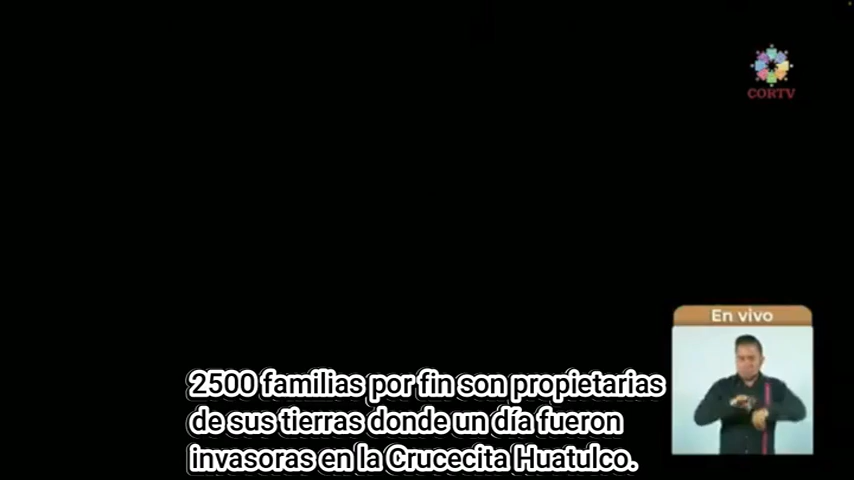 CORTV
En vivo
2500 familias por fin son propietarias
de sus tierras donde un día fueron
invasoras en la Crucecita Huatulco.